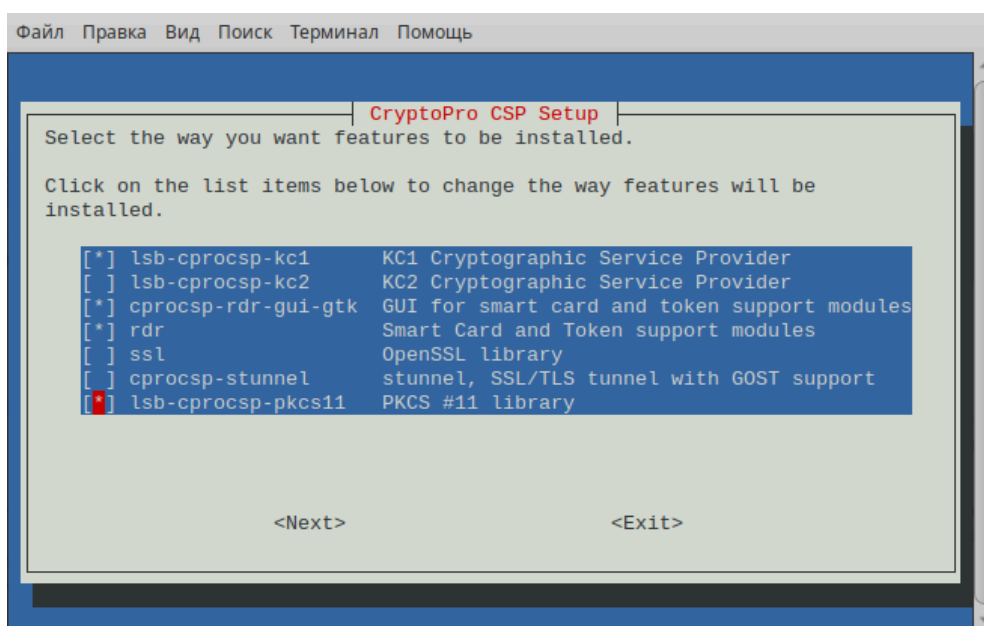 Файл Правка Вид Поиск Терминал Помощь
CryptoPro CSP Setup
Select the way you want features to be installed.
Click on the list items below to change the way features will be
installed.
[*] lsb-cprocsp-kc1 KC1 Cryptographic Service Provider
[ ] lsb-cprocsp-kc2 KC2 Cryptographic Service Provider
[*] cprocsp-rdr-gui-gtk GUI for smart card and token support modules
[*] rdr Smart Card and Token support modules
[ ] ssl OpenSSL library
[ ] cprocsp-stunnel stunnel, SSL/TLS tunnel with GOST support
[*] lsb-cprocsp-pkcs11 PKCS #11 library
<Next> <Exit>